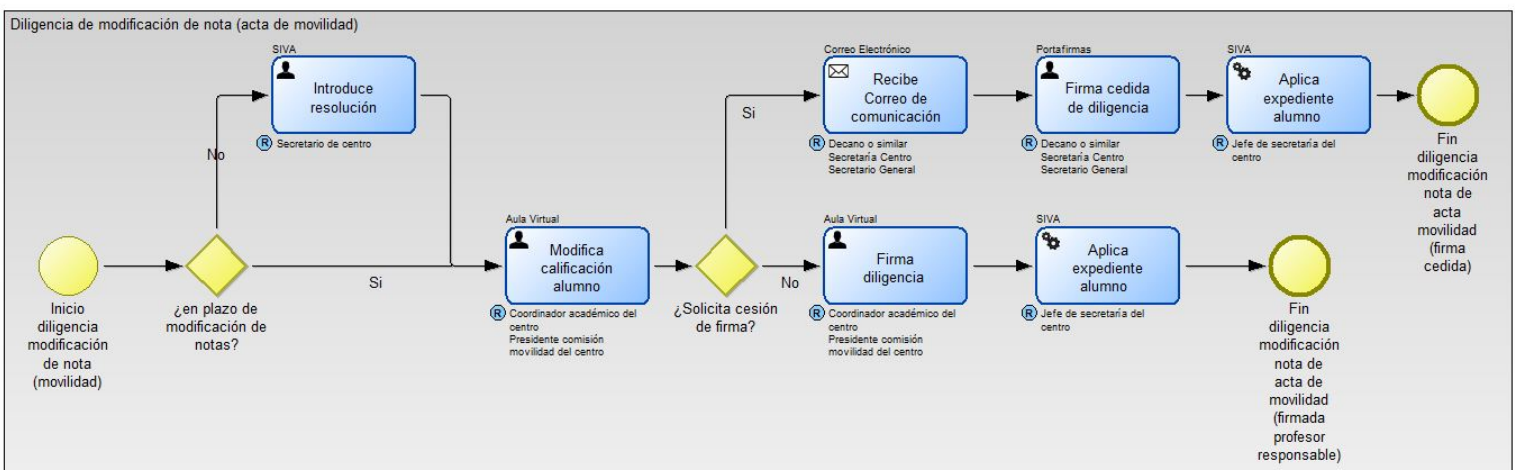 Diligencia de modificación de nota (acta de movilidad)
SIVA
Introduce
resolución
R Secretario de centro
No
Inicio
diligencia
modificación
de nota
(movilidad)
¿en plazo de
modificación de
notas?
Si
Aula Virtual
Modifica
calificación
alumno
R Coordinador académico del
centro
Presidente comisión
movilidad del centro
¿Solicita cesión
de firma?
Si
Correo Electrónico
Recibe
Correo de
comunicación
R Decano o similar
Secretaría Centro
Secretario General
Portafirmas
Firma cedida
de diligencia
R Decano o similar
Secretaría Centro
Secretario General
SIVA
Aplica
expediente
alumno
R Jefe de secretaría del
centro
Fin
diligencia
modificación
nota de
acta
movilidad
(firma
cedida)
No
Aula Virtual
Firma
diligencia
R Coordinador académico del
centro
Presidente comisión
movilidad del centro
SIVA
Aplica
expediente
alumno
R Jefe de secretaría del
centro
Fin
diligencia
modificación
nota de
acta de
movilidad
(firmada
profesor
responsable)